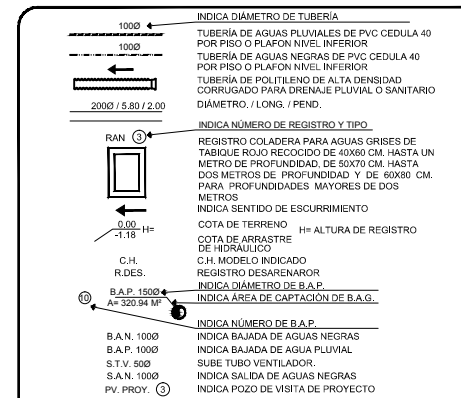 INDICA DIÁMETRO DE TUBERÍA
100Ø
TUBERÍA DE AGUAS PLUVIALES DE PVC CEDULA 40
POR PISO O PLAFON NIVEL INFERIOR
100Ø
TUBERÍA DE AGUAS NEGRAS DE PVC CEDULA 40
POR PISO O PLAFON NIVEL INFERIOR
TUBERÍA DE POLITILENO DE ALTA DENSIDAD
CORRUGADO PARA DRENAJE PLUVIAL O SANITARIO
200Ø / 5.80 / 2.00 DIÁMETRO. / LONG. / PEND.
INDICA NÚMERO DE REGISTRO Y TIPO
RAN 3
REGISTRO COLADERA PARA AGUAS GRISES DE
TABIQUE ROJO RECOCIDO DE 40X60 CM. HASTA UN
METRO DE PROFUNDIDAD, DE 50X70 CM. HASTA
DOS METROS DE PROFUNDIDAD Y DE 60X80 CM.
PARA PROFUNDIDADES MAYORES DE DOS
METROS
INDICA SENTIDO DE ESCURRIMIENTO
0.00 COTA DE TERRENO
-1.18 H= H= ALTURA DE REGISTRO
COTA DE ARRASTRE
DE HIDRÁULICO
C.H. C.H. MODELO INDICADO
R.DES. REGISTRO DESARENAROR
INDICA DIÁMETRO DE B.A.P.
B.A.P. 150Ø
10 A= 320.94 M² INDICA ÁREA DE CAPTACIÓN DE B.A.G.
INDICA NÚMERO DE B.A.P.
B.A.N. 100Ø INDICA BAJADA DE AGUAS NEGRAS
B.A.P. 100Ø INDICA BAJADA DE AGUA PLUVIAL
S.T.V. 50Ø SUBE TUBO VENTILADOR.
S.A.N. 100Ø INDICA SALIDA DE AGUAS NEGRAS
PV. PROY. 3 INDICA POZO DE VISITA DE PROYECTO